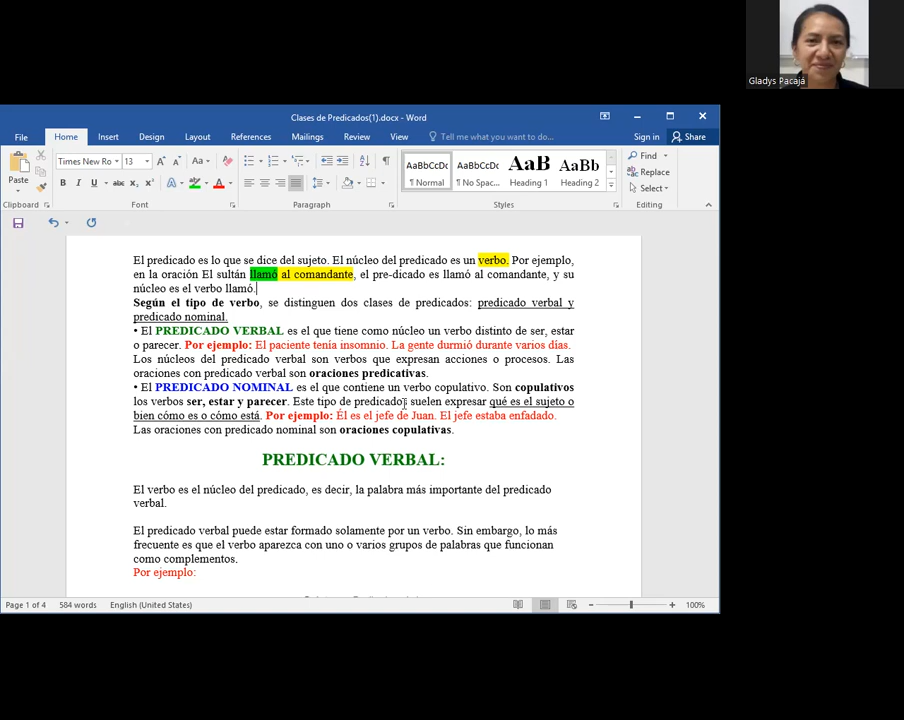 Gladys Pacají
Clases de Predicados(1).docx - Word
File Home Insert Design Layout References Mailings Review View Tell me what you want to do... Sign in Share
Paste
Times New Ro 13 Aa
AaBbCcDc AaBbCcDc AaB AaBb
Find
Replace
Select
B I U abc X₂ X² A A
¶ Normal ¶ No Spac... Heading 1 Heading 2
Clipboard Font Paragraph Styles Editing
El predicado es lo que se dice del sujeto. El núcleo del predicado es un verbo. Por ejemplo,
en la oración El sultán llamó al comandante, el pre-dicado es llamó al comandante, y su
núcleo es el verbo llamó.
Según el tipo de verbo, se distinguen dos clases de predicados: predicado verbal y
predicado nominal.
• El PREDICADO VERBAL es el que tiene como núcleo un verbo distinto de ser, estar
o parecer. Por ejemplo: El paciente tenía insomnio. La gente durmió durante varios días.
Los núcleos del predicado verbal son verbos que expresan acciones o procesos. Las
oraciones con predicado verbal son oraciones predicativas.
• El PREDICADO NOMINAL es el que contiene un verbo copulativo. Son copulativos
los verbos ser, estar y parecer. Este tipo de predicados suelen expresar qué es el sujeto o
bien cómo es o cómo está. Por ejemplo: Él es el jefe de Juan. El jefe estaba enfadado.
Las oraciones con predicado nominal son oraciones copulativas.
PREDICADO VERBAL:
El verbo es el núcleo del predicado, es decir, la palabra más importante del predicado
verbal.
El predicado verbal puede estar formado solamente por un verbo. Sin embargo, lo más
frecuente es que el verbo aparezca con uno o varios grupos de palabras que funcionan
como complementos.
Por ejemplo:
Page 1 of 4 584 words English (United States) 100%